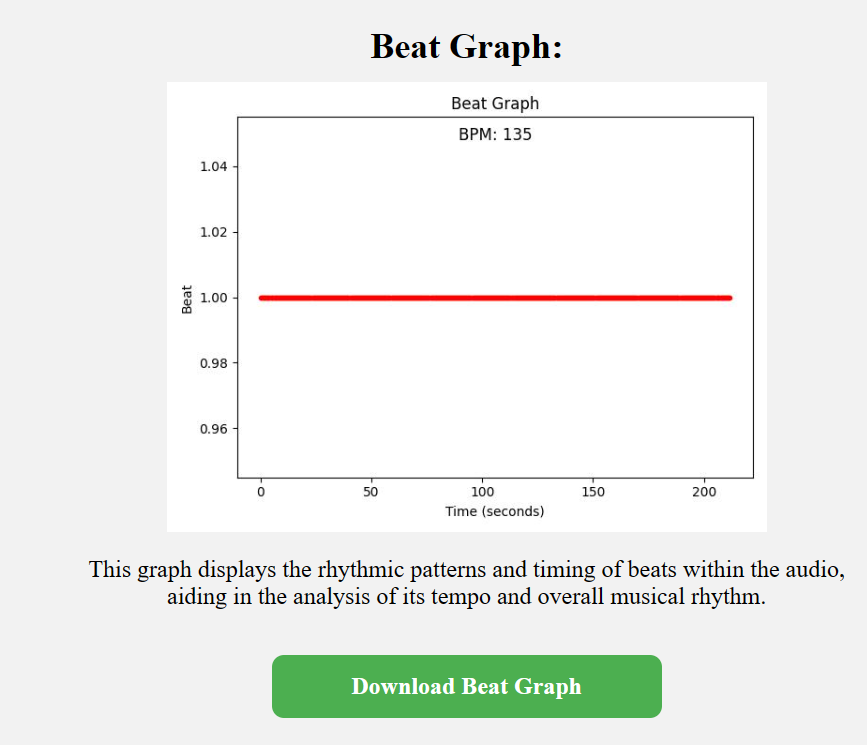 Beat Graph:
Beat Graph
BPM: 135
1.04
1.02
1.00
0.98
0.96
Beat
0 50 100 150 200
Time (seconds)
This graph displays the rhythmic patterns and timing of beats within the audio,
aiding in the analysis of its tempo and overall musical rhythm.
Download Beat Graph